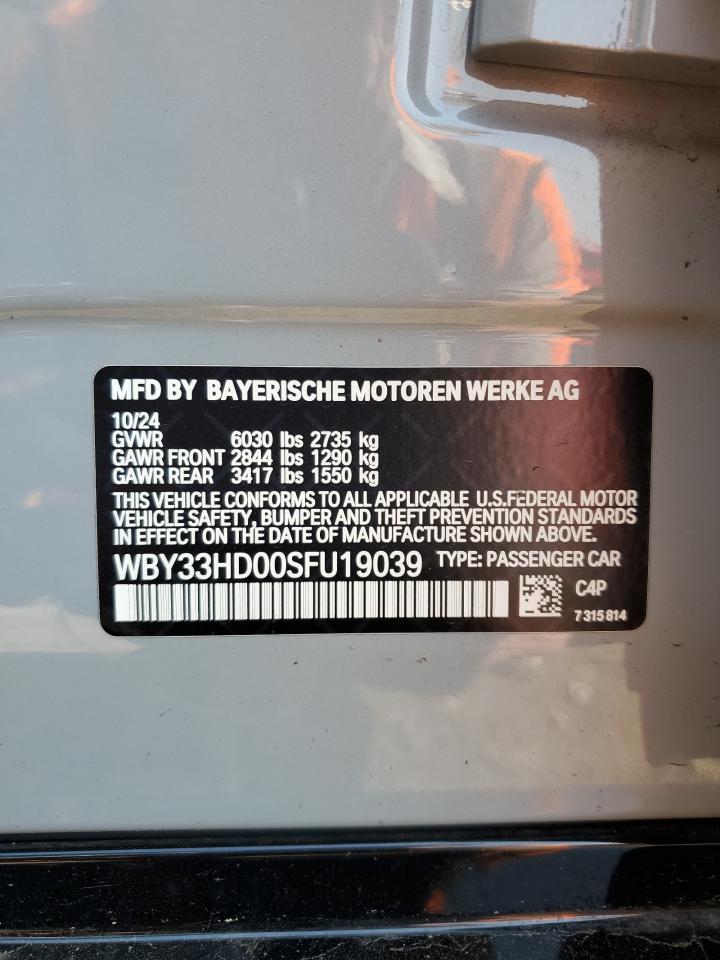 MFD BY BAYERISCHE MOTOREN WERKE AG
10/24
GVWR 6030 lbs 2735 kg
GAWR FRONT 2844 lbs 1290 kg
GAWR REAR 3417 lbs 1550 kg
THIS VEHICLE CONFORMS TO ALL APPLICABLE U.S.FEDERAL MOTOR
VEHICLE SAFETY, BUMPER AND THEFT PREVENTION STANDARDS
IN EFFECT ON THE DATE OF MANUFACTURE SHOWN ABOVE.
WBY33HD00SFU19039 TYPE: PASSENGER CAR
C4P
7 315 814